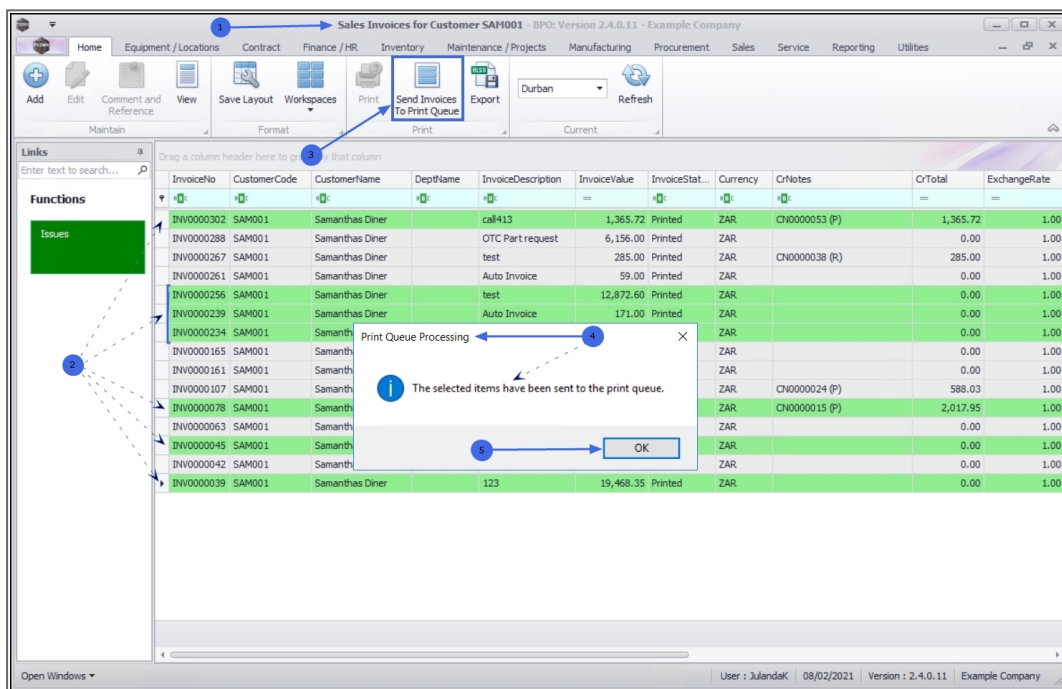 1
Sales Invoices for Customer SAM001 - BPO: Version 2.4.0.11 - Example Company
Home Equipment / Locations Contract Finance / HR Inventory Maintenance / Projects Manufacturing Procurement Sales Service Reporting Utilities
Add Edit Comment and Reference View Save Layout Workspaces Print Send Invoices To Print Queue Export Durban Refresh
Maintain Format Print Current
3
Links
Enter text to search...
Functions
Issues
2
Drag a column header here to group by that column
InvoiceNo CustomerCode CustomerName DeptName InvoiceDescription InvoiceValue InvoiceStat... Currency CrNotes CrTotal ExchangeRate
INV0000302 SAM001 Samanthas Diner call413 1,365.72 Printed ZAR CN0000053 (P) 1,365.72 1.00
INV0000288 SAM001 Samanthas Diner OTC Part request 6,156.00 Printed ZAR 0.00 1.00
INV0000267 SAM001 Samanthas Diner test 285.00 Printed ZAR CN0000038 (R) 285.00 1.00
INV0000261 SAM001 Samanthas Diner Auto Invoice 59.00 Printed ZAR 0.00 1.00
INV0000256 SAM001 Samanthas Diner test 12,872.60 Printed ZAR 0.00 1.00
INV0000239 SAM001 Samanthas Diner Auto Invoice 171.00 Printed ZAR 0.00 1.00
INV0000234 SAM001 Samanth ZAR 0.00 1.00
INV0000165 SAM001 Samanth ZAR 0.00 1.00
INV0000161 SAM001 Samanth ZAR 0.00 1.00
INV0000107 SAM001 Samanth ZAR CN0000024 (P) 588.03 1.00
INV0000078 SAM001 Samanth ZAR CN0000015 (P) 2,017.95 1.00
INV0000063 SAM001 Samanth ZAR 0.00 1.00
INV0000045 SAM001 Samanth ZAR 0.00 1.00
INV0000042 SAM001 Samanth ZAR 0.00 1.00
INV0000039 SAM001 Samanthas Diner 123 19,468.35 Printed ZAR 0.00 1.00
Print Queue Processing
4
The selected items have been sent to the print queue.
5
OK
Open Windows
User : JulandaK 08/02/2021 Version : 2.4.0.11 Example Company